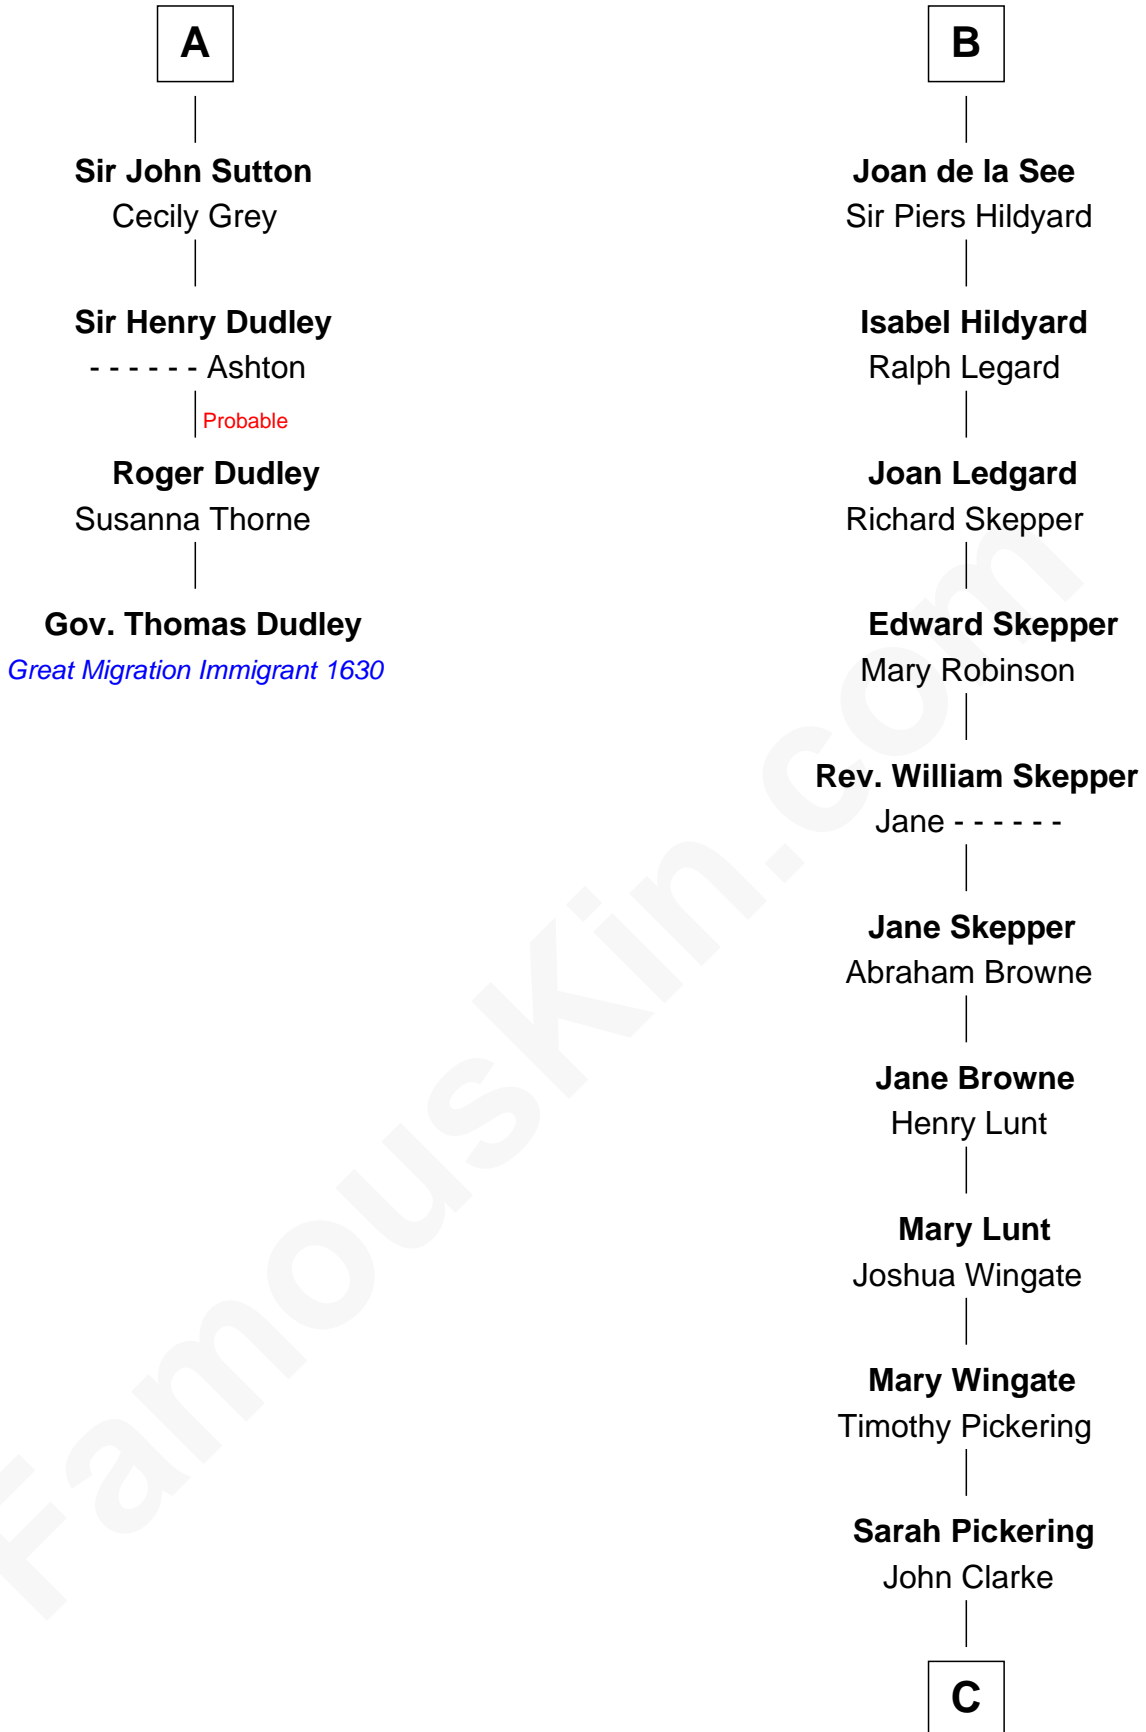 A
Sir John Sutton
Cecily Grey
Sir Henry Dudley
- - - - - - Ashton
Probable
Roger Dudley
Susanna Thorne
Gov. Thomas Dudley
Great Migration Immigrant 1630
B
Joan de la See
Sir Piers Hildyard
Isabel Hildyard
Ralph Legard
Joan Ledgard
Richard Skepper
Edward Skepper
Mary Robinson
Rev. William Skepper
Jane - - - - - -
Jane Skepper
Abraham Browne
Jane Browne
Henry Lunt
Mary Lunt
Joshua Wingate
Mary Wingate
Timothy Pickering
Sarah Pickering
John Clarke
C
FamousKin.com